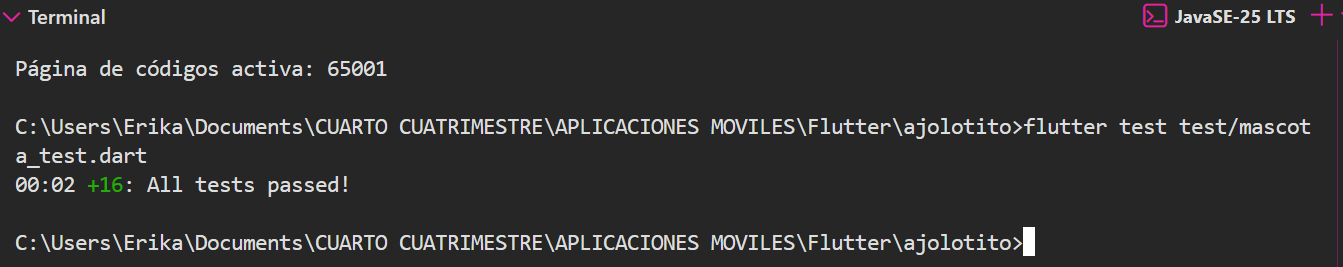 Terminal
JavaSE-25 LTS
Página de códigos activa: 65001
C:\Users\Erika\Documents\CUARTO CUATRIMESTRE\APLICACIONES MOVILES\Flutter\ajolotito>flutter test test/mascot
a_test.dart
00:02 +16: All tests passed!
C:\Users\Erika\Documents\CUARTO CUATRIMESTRE\APLICACIONES MOVILES\Flutter\ajolotito>